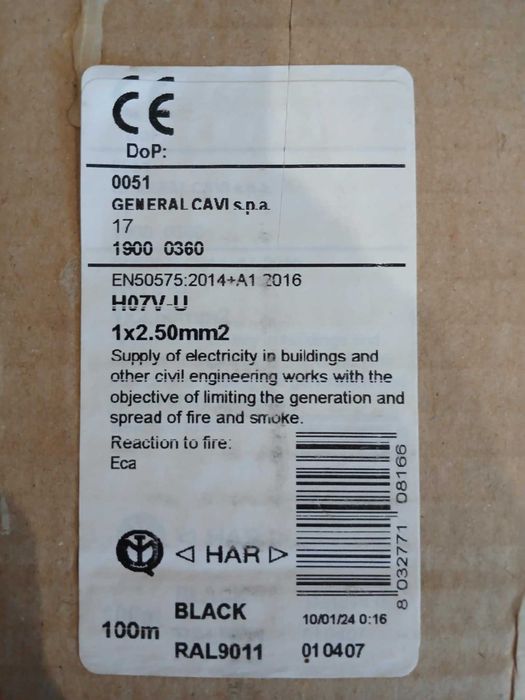 CE
DoP:
0051
GENERAL CAVI s.p.a.
17
1900 0360
EN50575:2014+A1 2016
H07V-U
1x2.50mm2
Supply of electricity in buildings and
other civil engineering works with the
objective of limiting the generation and
spread of fire and smoke.
Reaction to fire:
Eca
8 032771 08166
◁ HAR ▷
BLACK
100m
10/01/24 0:16
RAL9011
010407